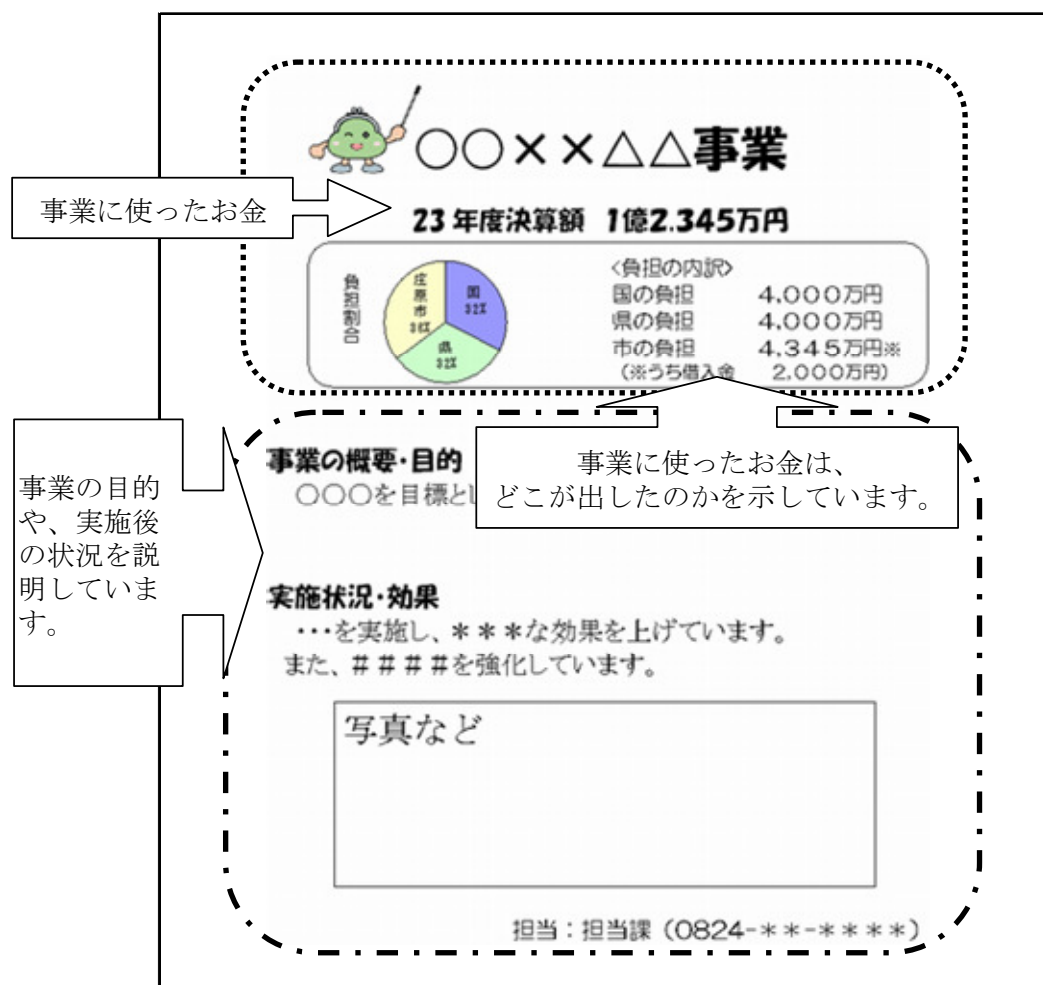 ○○××△△事業
事業に使ったお金
23年度決算額 1億2.345万円
負担割合
庄原市
36%
国
32%
県
32%
<負担の内訳>
国の負担 4,000万円
県の負担 4,000万円
市の負担 4,345万円※
(※うち借入金 2,000万円)
事業に使ったお金は、
どこが出したのかを示しています。
事業の目的
や、実施後
の状況を説
明していま
す。
事業の概要・目的
○○○を目標とし
実施状況・効果
・・・を実施し、＊＊＊な効果を上げています。
また、＃＃＃＃を強化しています。
写真など
担当：担当課（0824-＊＊-＊＊＊＊）